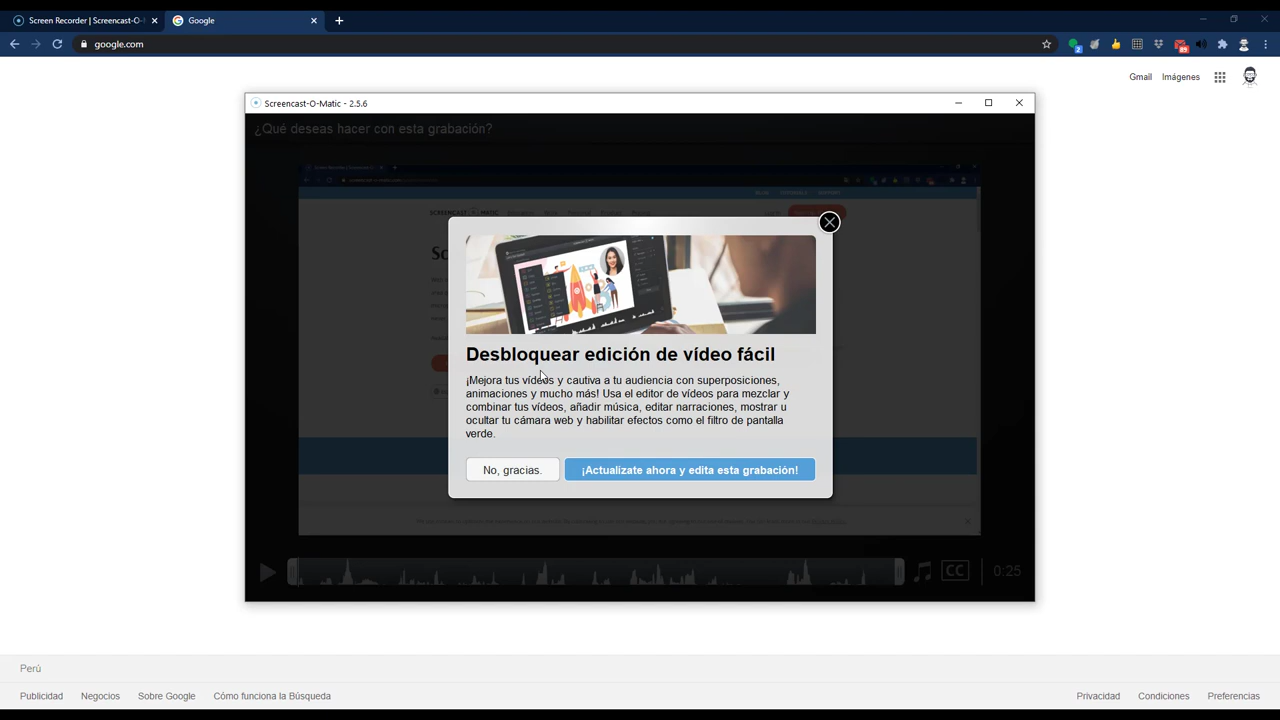 Screen Recorder | Screencast-O-
Google
google.com
Gmail Imágenes
Screencast-O-Matic - 2.5.6
¿Qué deseas hacer con esta grabación?
Desbloquear edición de vídeo fácil
¡Mejora tus vídeos y cautiva a tu audiencia con superposiciones,
animaciones y mucho más! Usa el editor de vídeos para mezclar y
combinar tus vídeos, añadir música, editar narraciones, mostrar u
ocultar tu cámara web y habilitar efectos como el filtro de pantalla
verde.
No, gracias. ¡Actualízate ahora y edita esta grabación!
CC 0:25
Perú
Publicidad Negocios Sobre Google Cómo funciona la Búsqueda Privacidad Condiciones Preferencias